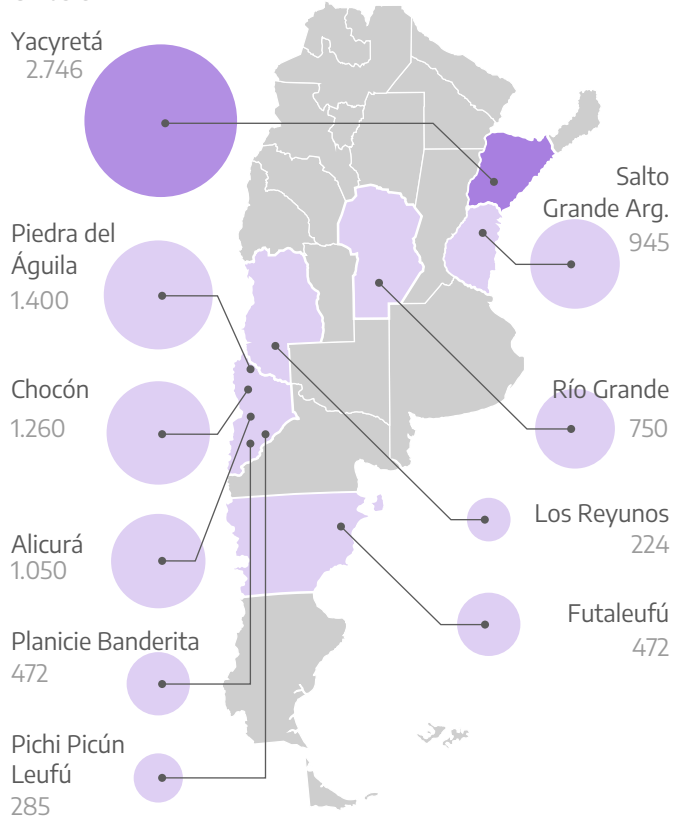 Yacyretá
2.746
Salto
Grande Arg.
945
Piedra del
Águila
1.400
Chocón
1.260
Río Grande
750
Los Reyunos
224
Alicurá
1.050
Futaleufú
472
Planicie Banderita
472
Pichi Picún
Leufú
285